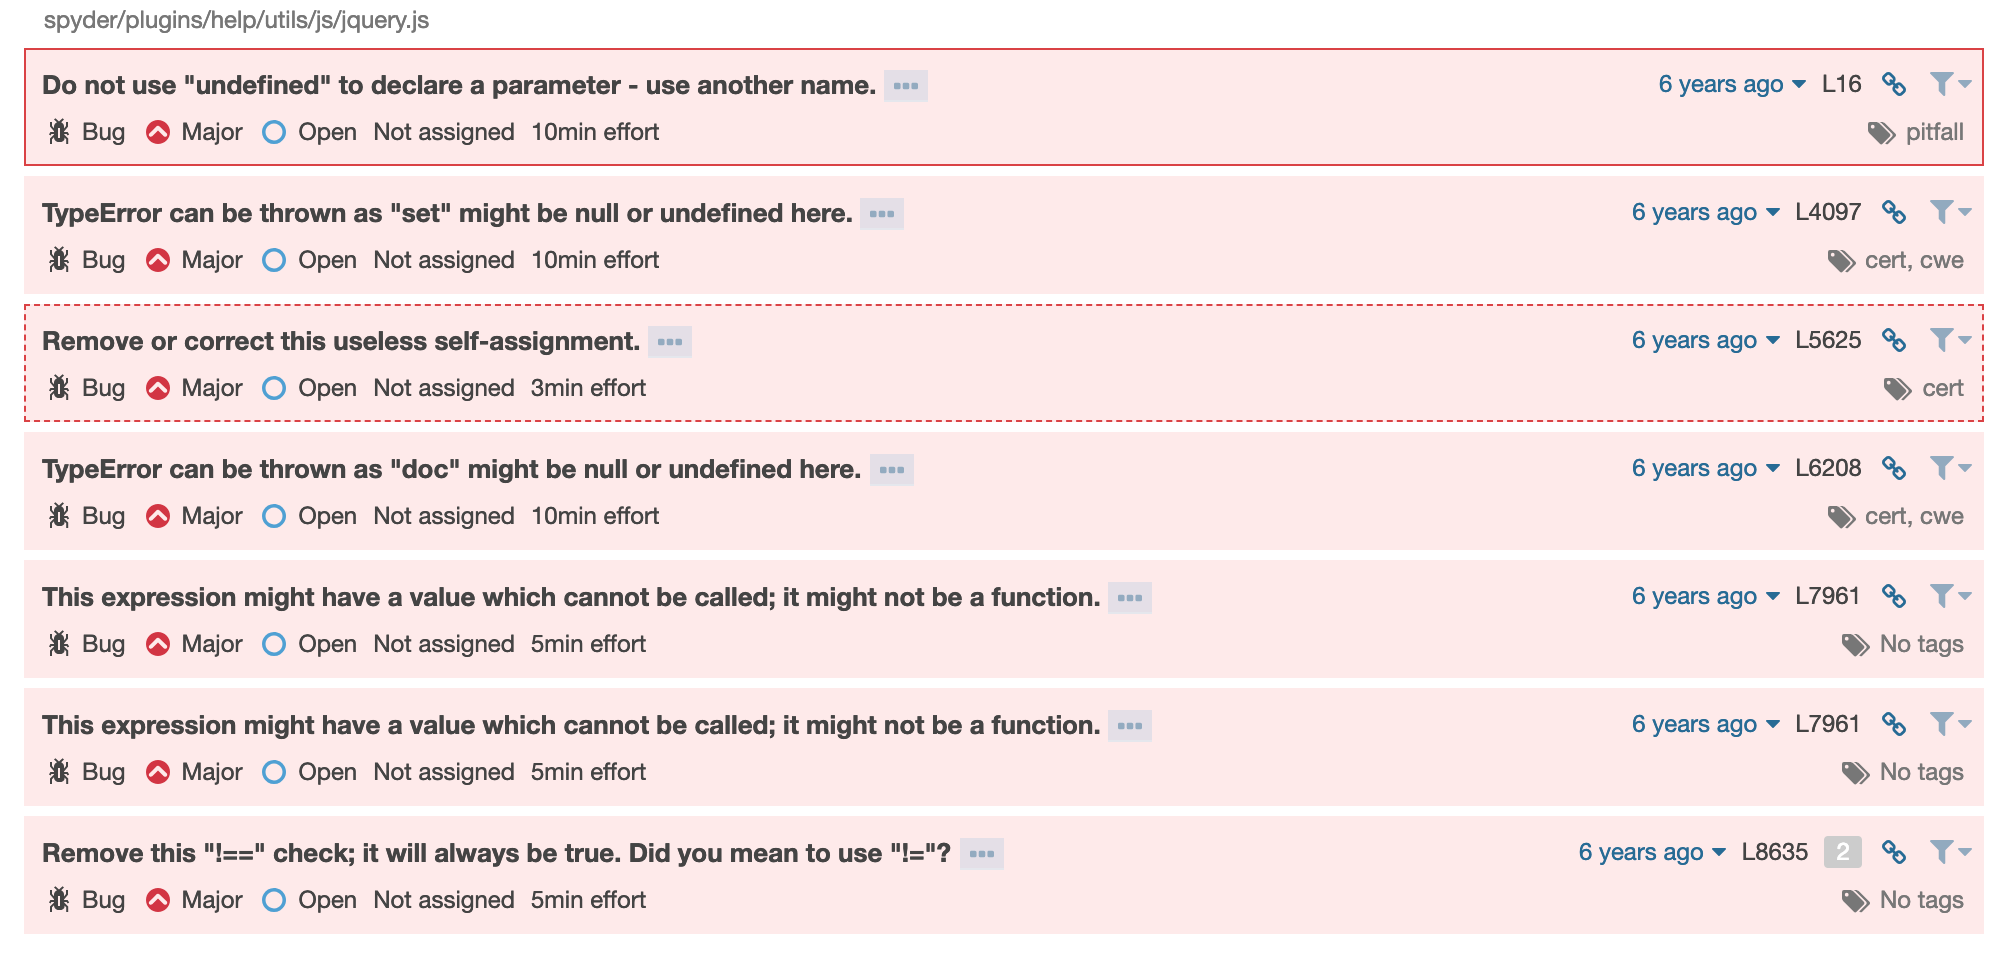 spyder/plugins/help/utils/js/jquery.js
Do not use "undefined" to declare a parameter - use another name. 6 years ago L16
Bug Major Open Not assigned 10min effort pitfall
TypeError can be thrown as "set" might be null or undefined here. 6 years ago L4097
Bug Major Open Not assigned 10min effort cert, cwe
Remove or correct this useless self-assignment. 6 years ago L5625
Bug Major Open Not assigned 3min effort cert
TypeError can be thrown as "doc" might be null or undefined here. 6 years ago L6208
Bug Major Open Not assigned 10min effort cert, cwe
This expression might have a value which cannot be called; it might not be a function. 6 years ago L7961
Bug Major Open Not assigned 5min effort No tags
This expression might have a value which cannot be called; it might not be a function. 6 years ago L7961
Bug Major Open Not assigned 5min effort No tags
Remove this "!==" check; it will always be true. Did you mean to use "!="? 6 years ago L8635 2
Bug Major Open Not assigned 5min effort No tags